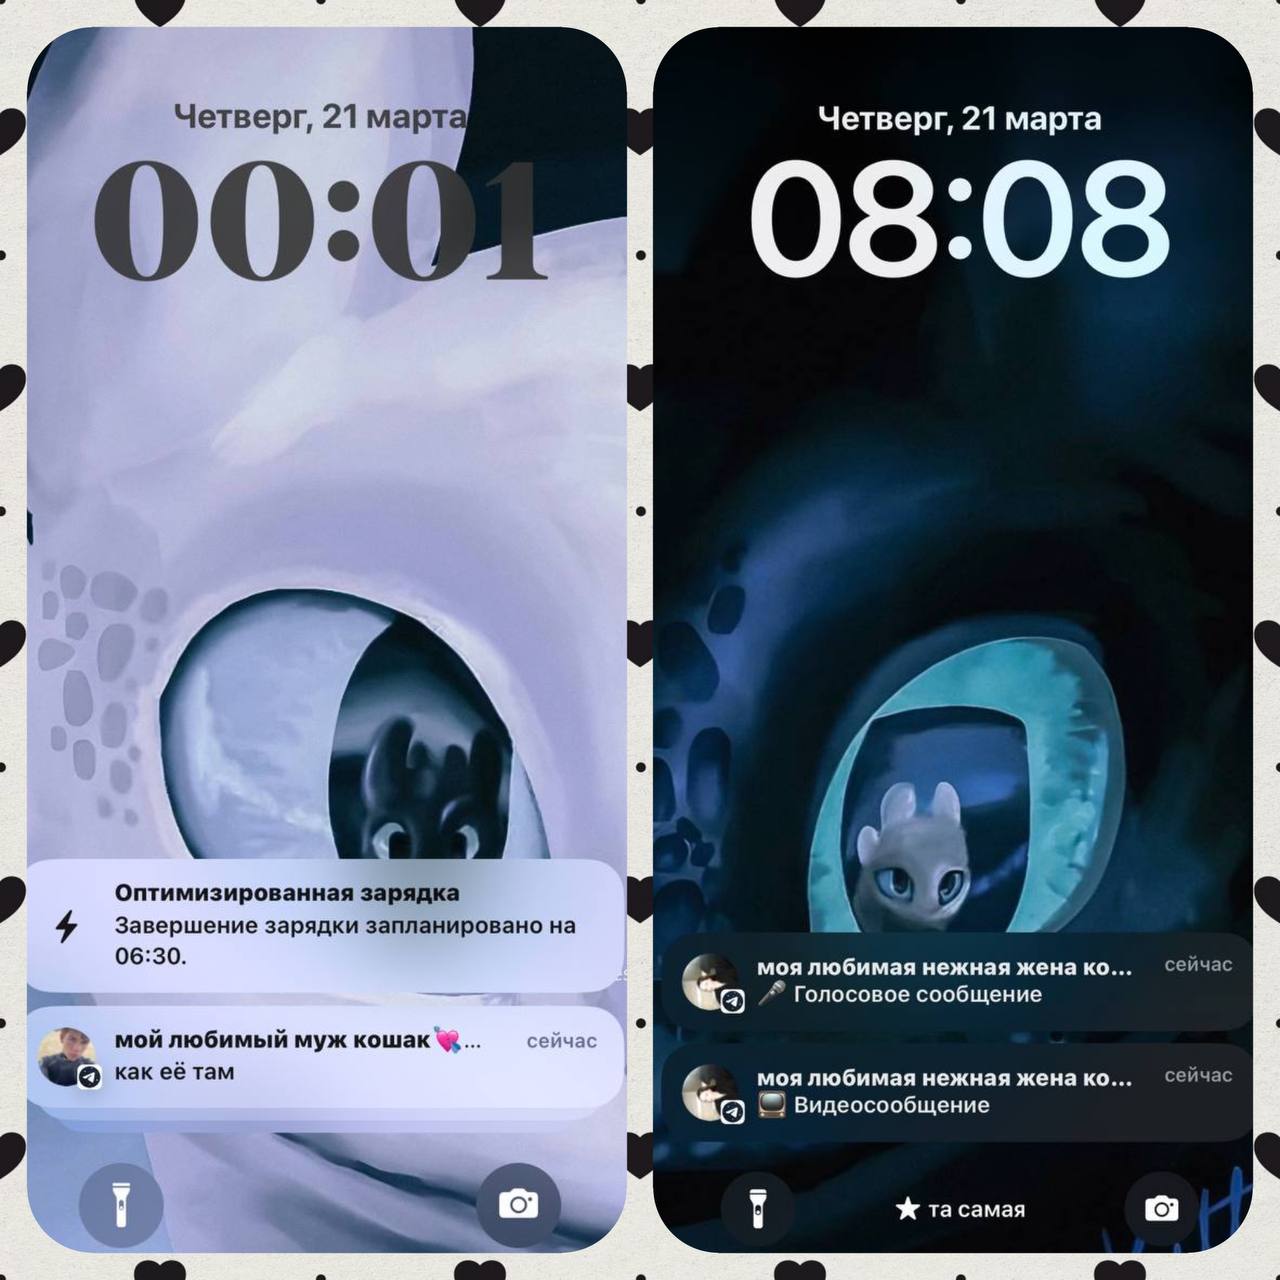 Четверг, 21 марта
00:01
Оптимизированная зарядка
Завершение зарядки запланировано на
06:30.
мой любимый муж кошак💘...
сейчас
как её там
Четверг, 21 марта
08:08
моя любимая нежная жена ко...
сейчас
🎤 Голосовое сообщение
моя любимая нежная жена ко...
сейчас
📺 Видеосообщение
★ та самая